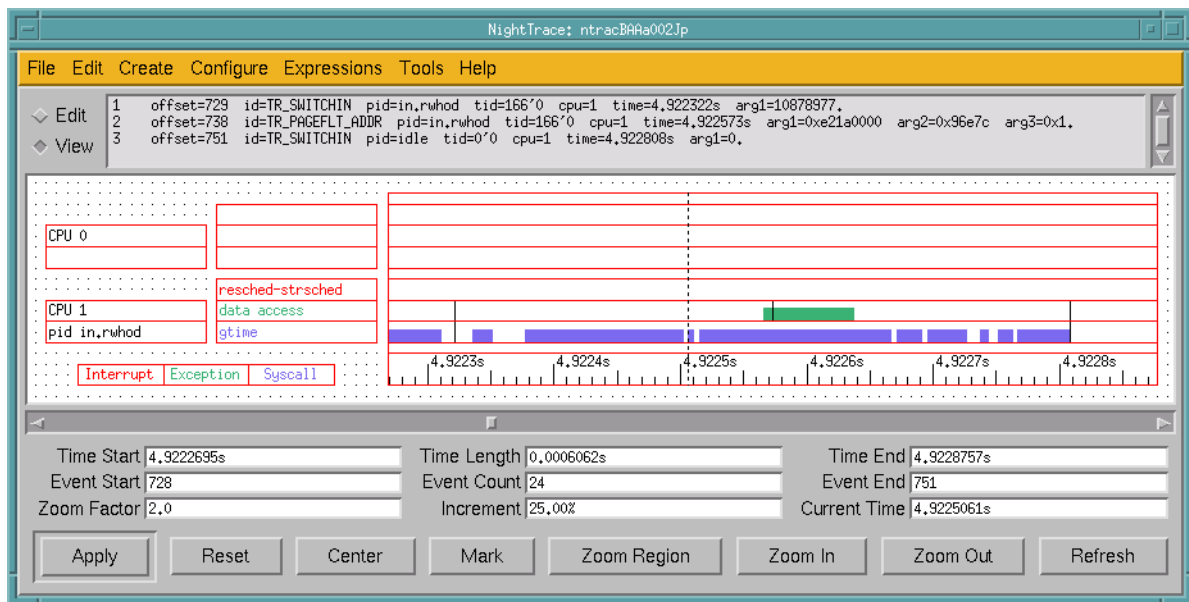 NightTrace: ntracBAAa002Jp
File Edit Create Configure Expressions Tools Help
Edit
View
1 offset=729 id=TR_SWITCHIN pid=in.rwhod tid=166'0 cpu=1 time=4.922322s arg1=10878977.
2 offset=738 id=TR_PAGEFLT_ADDR pid=in.rwhod tid=166'0 cpu=1 time=4.922573s arg1=0xe21a0000 arg2=0x96e7c arg3=0x1.
3 offset=751 id=TR_SWITCHIN pid=idle tid=0'0 cpu=1 time=4.922808s arg1=0.
CPU 0
resched-strsched
CPU 1 data access
pid in.rwhod gtime
Interrupt Exception Syscall
4.9223s 4.9224s 4.9225s 4.9226s 4.9227s 4.9228s
Time Start 4.9222695s Time Length 0.0006062s Time End 4.9228757s
Event Start 728 Event Count 24 Event End 751
Zoom Factor 2.0 Increment 25.00% Current Time 4.9225061s
Apply Reset Center Mark Zoom Region Zoom In Zoom Out Refresh